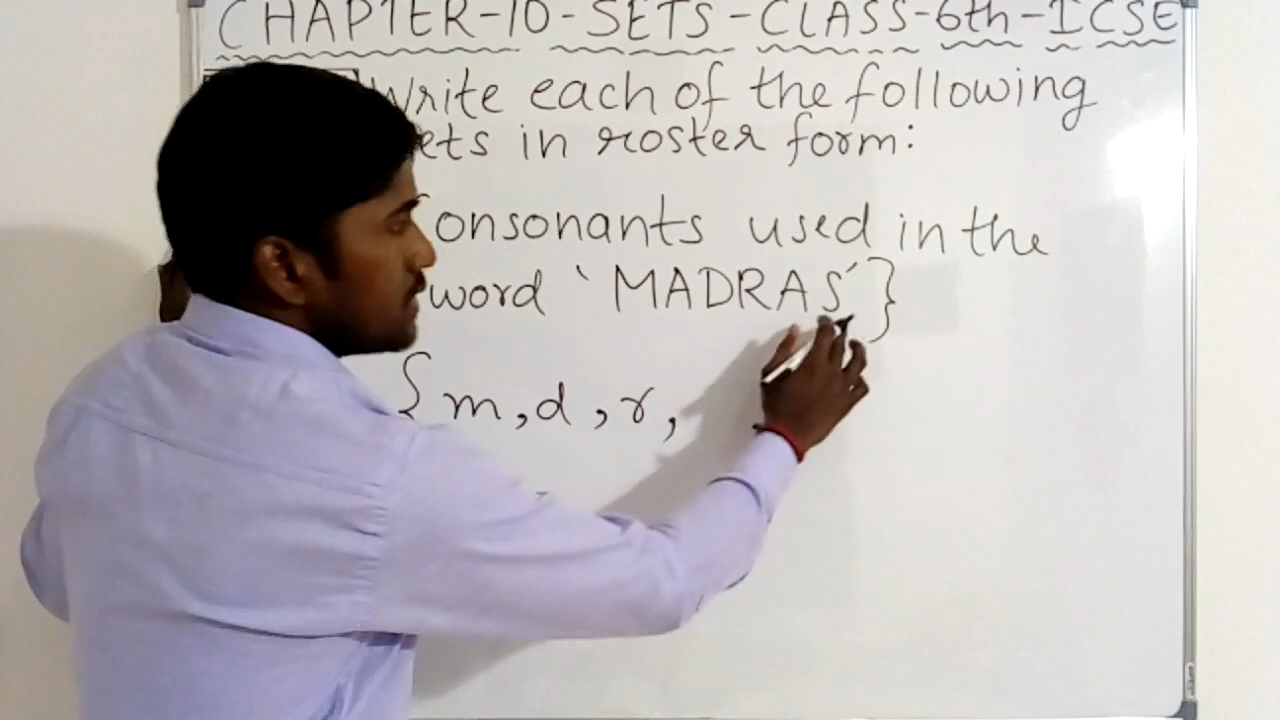 CHAPTER-10-SETS-CLASS-6th-ICSE
Write each of the following
ets in roster form:
onsonants used in the
word ‘MADRAS’}
{m,d,r,